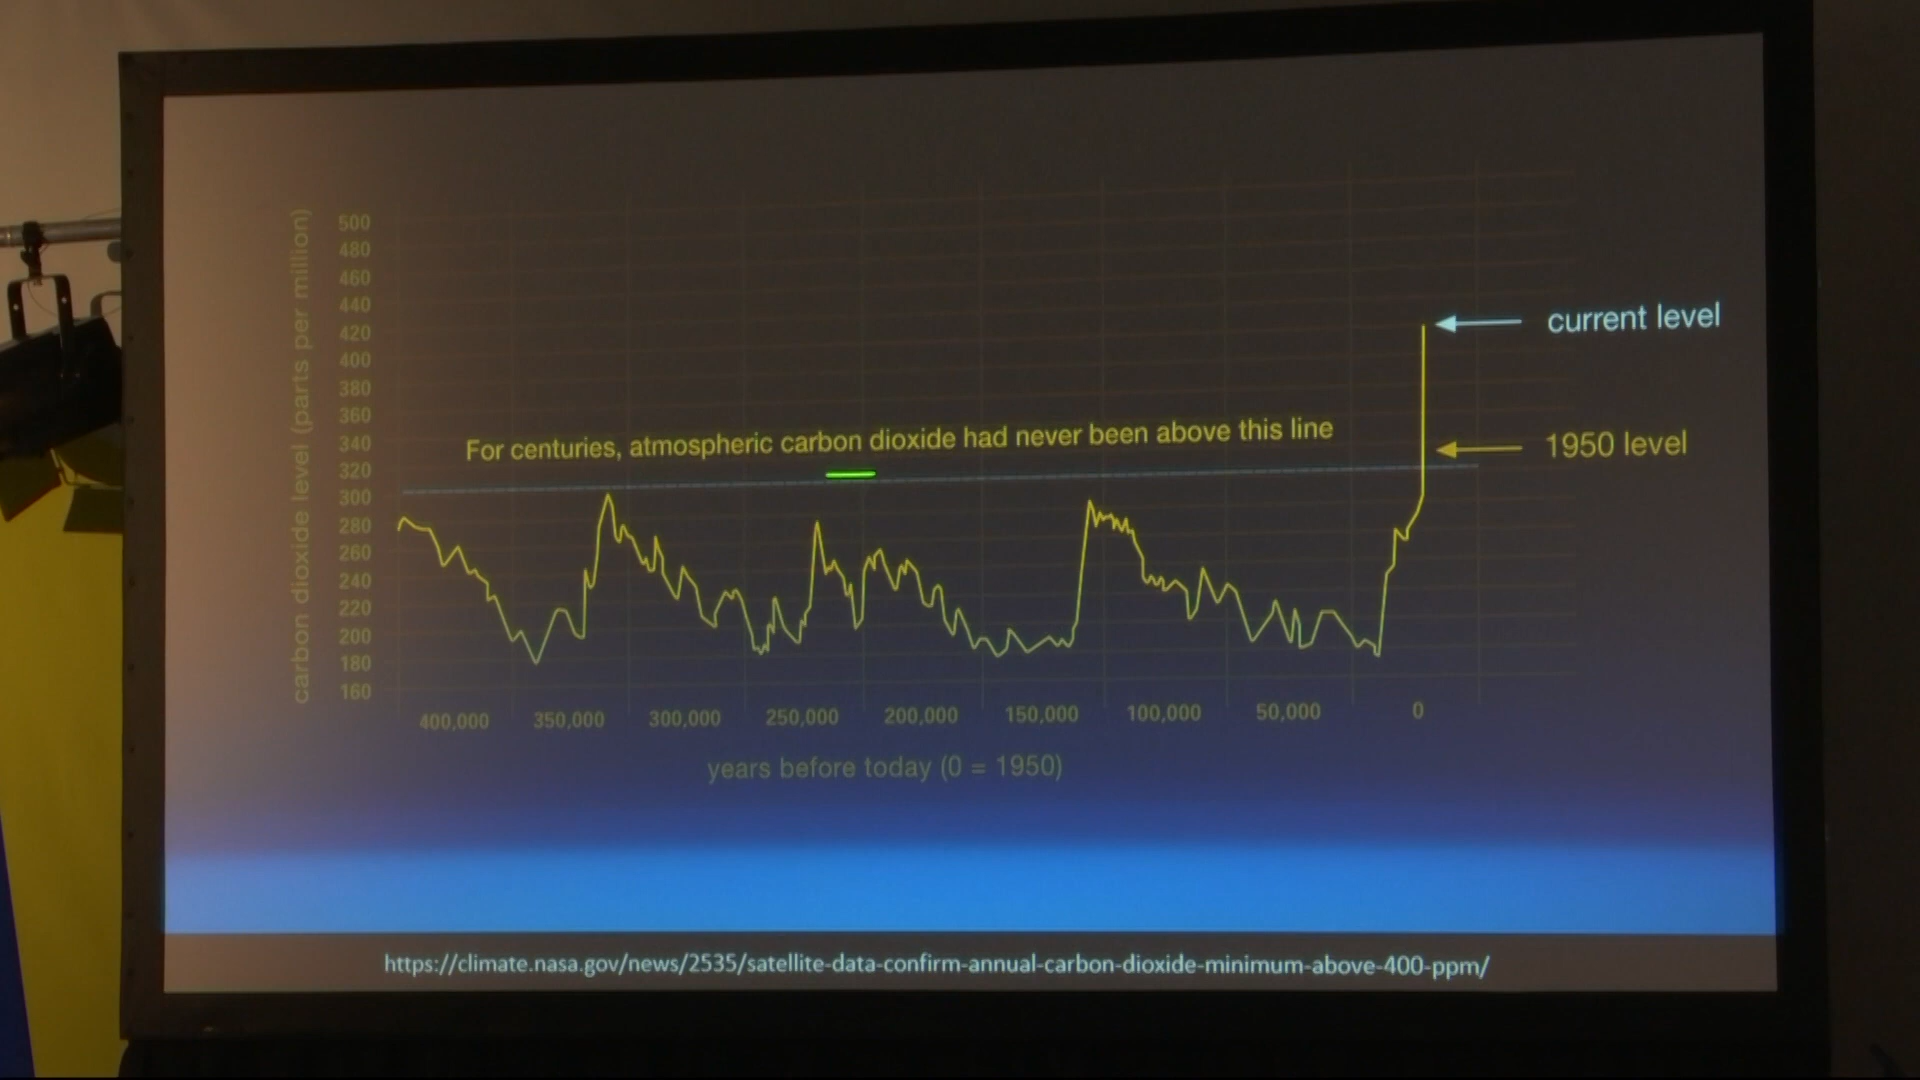 carbon dioxide level (parts per million)
500
480
460
440
420
400
380
360
340
320
300
280
260
240
220
200
180
160
current level
For centuries, atmospheric carbon dioxide had never been above this line
1950 level
400,000 350,000 300,000 250,000 200,000 150,000 100,000 50,000 0
years before today (0 = 1950)
https://climate.nasa.gov/news/2535/satellite-data-confirm-annual-carbon-dioxide-minimum-above-400-ppm/